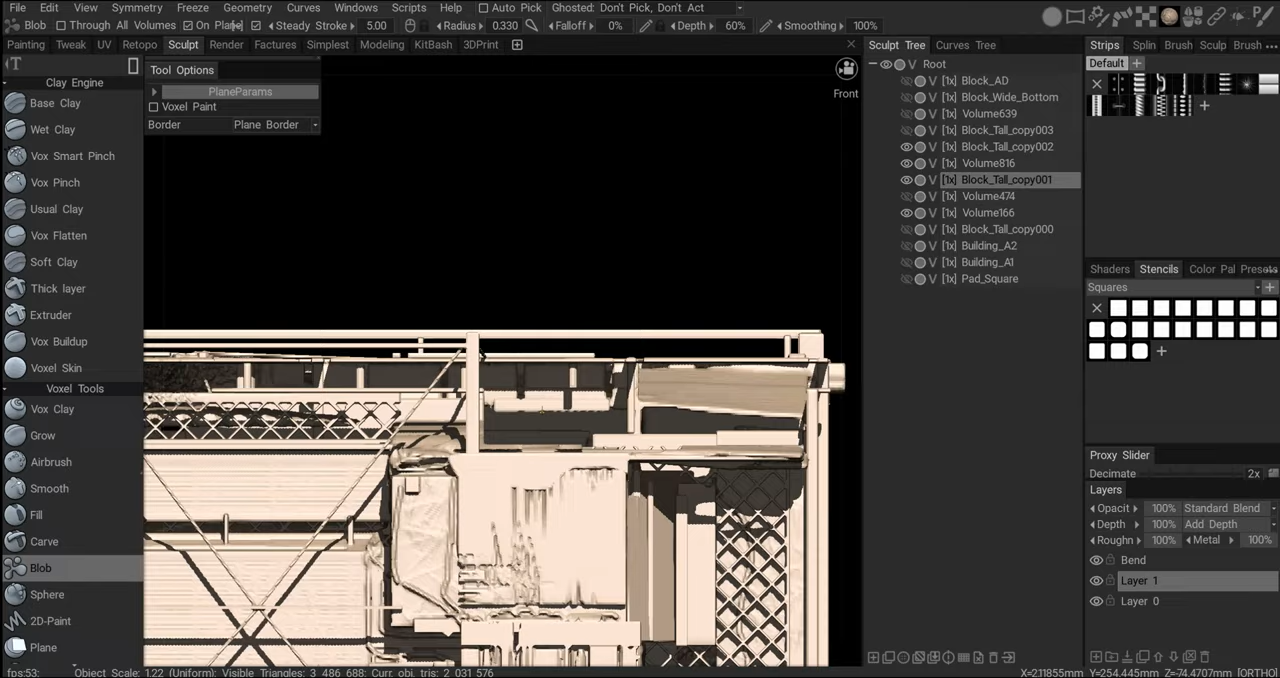 File Edit View Symmetry Freeze Geometry Curves Windows Scripts Help Auto Pick Ghosted: Don't Pick, Don't Act
Blob Through All Volumes On Plane Steady Stroke 5.00 Radius 0.330 Falloff 0% Depth 60% Smoothing 100%
Painting Tweak UV Retopo Sculpt Render Factures Simplest Modeling KitBash 3DPrint
T
Clay Engine
Base Clay
Wet Clay
Vox Smart Pinch
Vox Pinch
Usual Clay
Vox Flatten
Soft Clay
Thick layer
Extruder
Vox Buildup
Voxel Skin
Voxel Tools
Vox Clay
Grow
Airbrush
Smooth
Fill
Carve
Blob
Sphere
2D-Paint
Plane
Tool Options
PlaneParams
Voxel Paint
Border Plane Border
Front
Sculpt Tree Curves Tree
V Root
V [1x] Block_AD
V [1x] Block_Wide_Bottom
V [1x] Volume639
V [1x] Block_Tall_copy003
V [1x] Block_Tall_copy002
V [1x] Volume816
V [1x] Block_Tall_copy001
V [1x] Volume474
V [1x] Volume166
V [1x] Block_Tall_copy000
V [1x] Building_A2
V [1x] Building_A1
V [1x] Pad_Square
Strips Splin Brush Sculp Brush
Default
Shaders Stencils Color Pal Presets
Squares
Proxy Slider
Decimate 2x
Layers
Opacit 100% Standard Blend
Depth 100% Add Depth
Roughn 100% Metal 100%
Bend
Layer 1
Layer 0
fps:53; Object Scale: 1.22 (Uniform); Visible Triangles: 3 486 688; Curr. obj. tris: 2 031 576
X=2.11855mm Y=254.445mm Z=-74.4707mm [ORTHO]